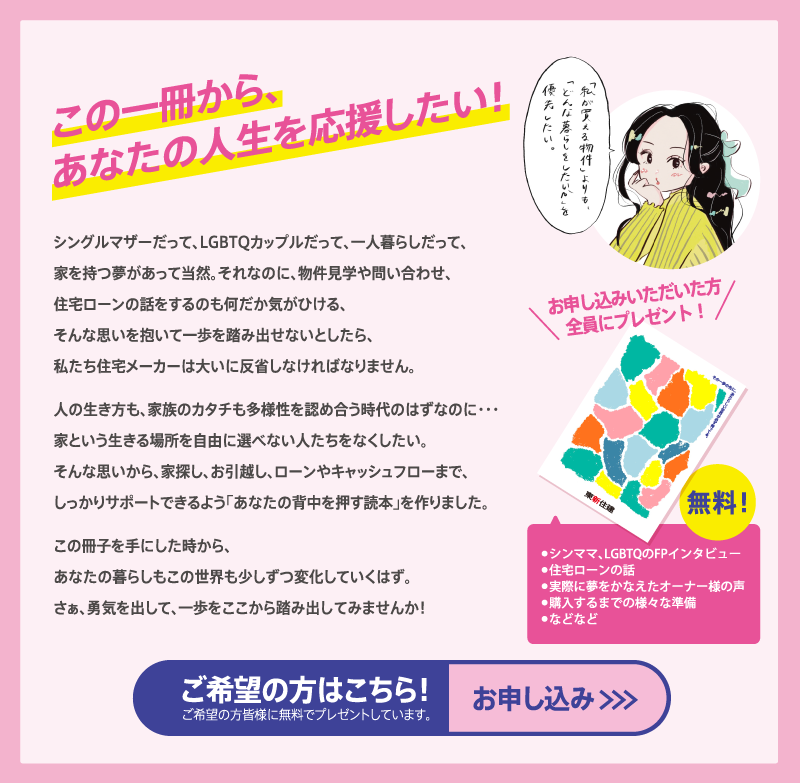 この一冊から、
あなたの人生を応援したい！
「私が買える物件」よりも、
「どんな暮らしをしたいか」を
優先したい。
シングルマザーだって、LGBTQカップルだって、一人暮らしだって、
家を持つ夢があって当然。それなのに、物件見学や問い合わせ、
住宅ローンの話をするのも何だか気がひける、
そんな思いを抱いて一歩を踏み出せないとしたら、
私たち住宅メーカーは大いに反省しなければなりません。
人の生き方も、家族のカタチも多様性を認め合う時代のはずなのに・・・
家という生きる場所を自由に選べない人たちをなくしたい。
そんな思いから、家探し、お引越し、ローンやキャッシュフローまで、
しっかりサポートできるよう「あなたの背中を押す読本」を作りました。
この冊子を手にした時から、
あなたの暮らしもこの世界も少しずつ変化していくはず。
さぁ、勇気を出して、一歩をここから踏み出してみませんか！
お申し込みいただいた方
全員にプレゼント！
東新住建
無料！
●シンママ、LGBTQのFPインタビュー
●住宅ローンの話
●実際に夢をかなえたオーナー様の声
●購入するまでの様々な準備
●などなど
ご希望の方はこちら！
ご希望の方皆様に無料でプレゼントしています。
お申し込み >>>